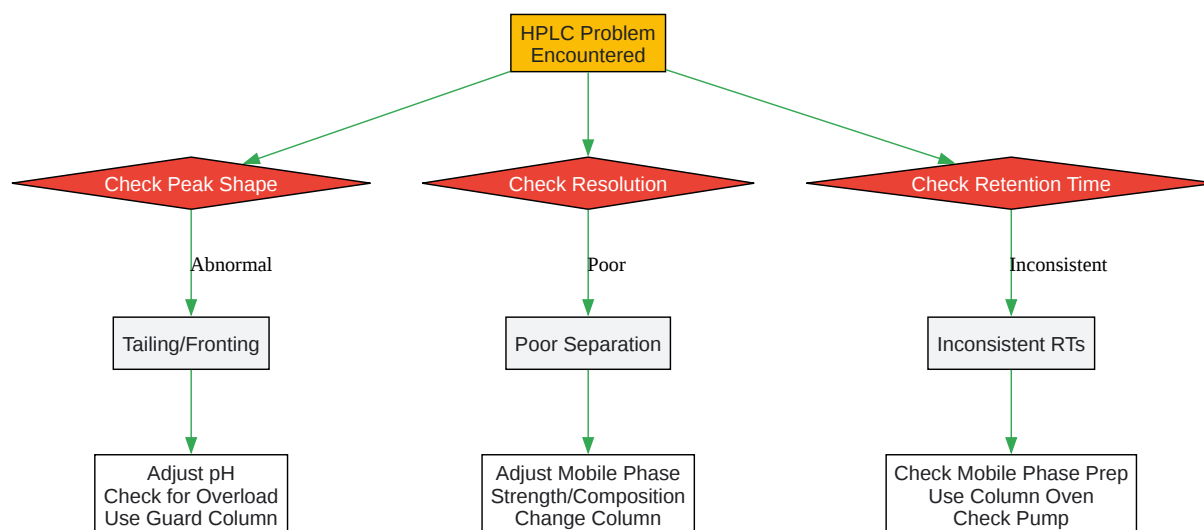 HPLC Problem
Encountered
Check Peak Shape
Check Resolution
Check Retention Time
Abnormal
Poor
Inconsistent
Tailing/Fronting
Poor Separation
Inconsistent RTs
Adjust pH
Check for Overload
Use Guard Column
Adjust Mobile Phase
Strength/Composition
Change Column
Check Mobile Phase Prep
Use Column Oven
Check Pump